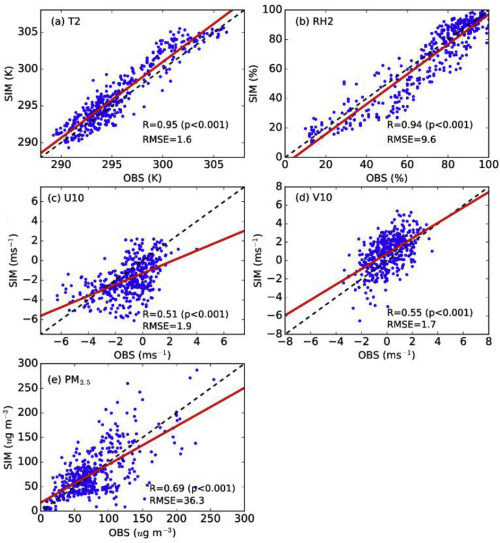 (a) T2
305
300
295
290
SIM (K)
R=0.95 (p<0.001)
RMSE=1.6
290 295 300 305
OBS (K)
(b) RH2
100
80
60
40
20
0
SIM (%)
R=0.94 (p<0.001)
RMSE=9.6
0 20 40 60 80 100
OBS (%)
(c) U10
6
4
2
0
−2
−4
−6
SIM (ms⁻¹)
R=0.51 (p<0.001)
RMSE=1.9
−6 −4 −2 0 2 4 6
OBS (ms⁻¹)
(d) V10
8
6
4
2
0
−2
−4
−6
−8
SIM (ms⁻¹)
R=0.55 (p<0.001)
RMSE=1.7
−8 −6 −4 −2 0 2 4 6 8
OBS (ms⁻¹)
(e) PM₂.₅
300
250
200
150
100
50
0
SIM (ug m⁻³)
R=0.69 (p<0.001)
RMSE=36.3
0 50 100 150 200 250 300
OBS (ug m⁻³)